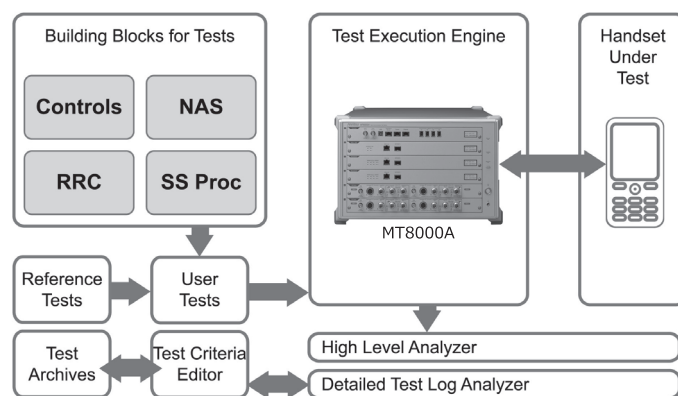 Building Blocks for Tests
Controls
NAS
RRC
SS Proc
Test Execution Engine
MT8000A
Handset
Under
Test
Reference
Tests
User
Tests
Test
Archives
Test Criteria
Editor
High Level Analyzer
Detailed Test Log Analyzer